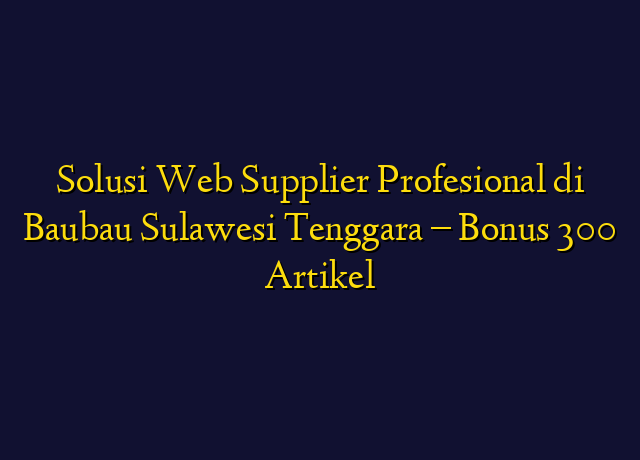 Solusi Web Supplier Profesional di
Baubau Sulawesi Tenggara – Bonus 300
Artikel